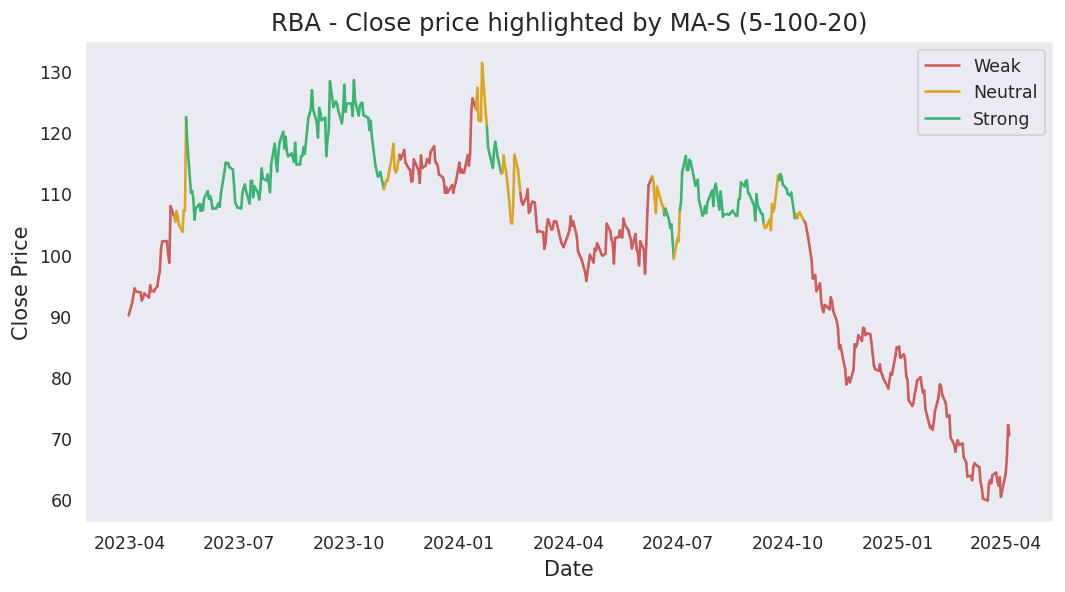 RBA - Close price highlighted by MA-S (5-100-20)
Weak
Neutral
Strong
Close Price
130
120
110
100
90
80
70
60
2023-04 2023-07 2023-10 2024-01 2024-04 2024-07 2024-10 2025-01 2025-04
Date